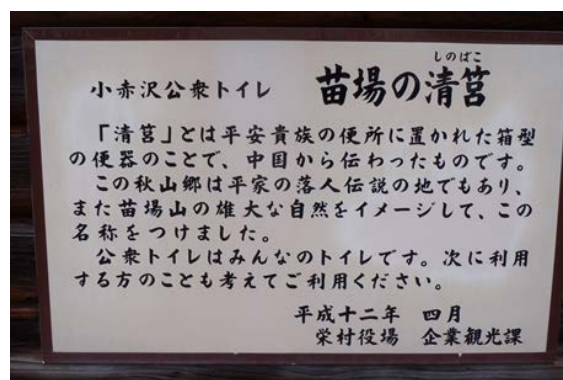 しのばこ
小赤沢公衆トイレ 苗場の清筥
「清筥」とは平安貴族の便所に置かれた箱型
の便器のことで、中国から伝わったものです。
この秋山郷は平家の落人伝説の地でもあり、
また苗場山の雄大な自然をイメージして、この
名称をつけました。
公衆トイレはみんなのトイレです。次に利用
する方のことも考えてご利用ください。
平成十二年 四月
栄村役場 企業観光課